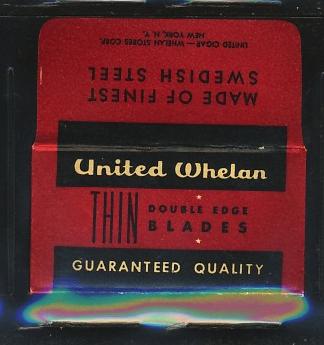 UNITED CIGAR—WHELAN STORES CORP.
NEW YORK, N. Y.
MADE OF FINEST
SWEDISH STEEL
United Whelan
THIN
DOUBLE EDGE
BLADES
GUARANTEED QUALITY